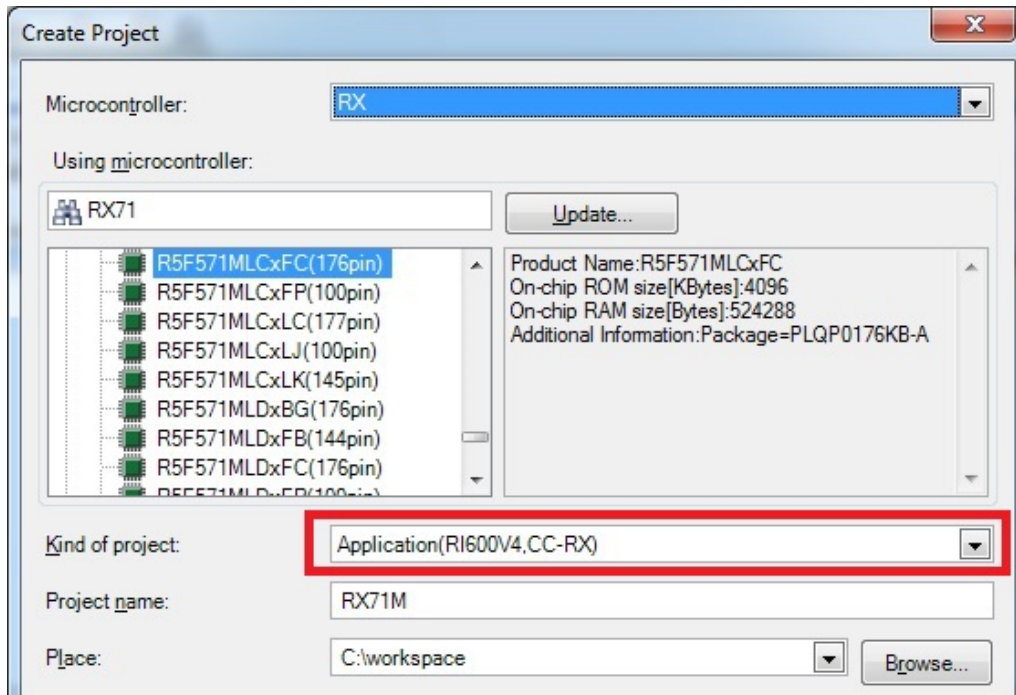 Create Project
Microcontroller:
RX
Using microcontroller:
RX71
Update...
R5F571MLCxFC(176pin)
R5F571MLCxFP(100pin)
R5F571MLCxLC(177pin)
R5F571MLCxLJ(100pin)
R5F571MLCxLK(145pin)
R5F571MLDxBG(176pin)
R5F571MLDxFB(144pin)
R5F571MLDxFC(176pin)
Product Name:R5F571MLCxFC
On-chip ROM size[KBytes]:4096
On-chip RAM size[Bytes]:524288
Additional Information:Package=PLQP0176KB-A
Kind of project:
Application(RI600V4,CC-RX)
Project name:
RX71M
Place:
C:\workspace
Browse...